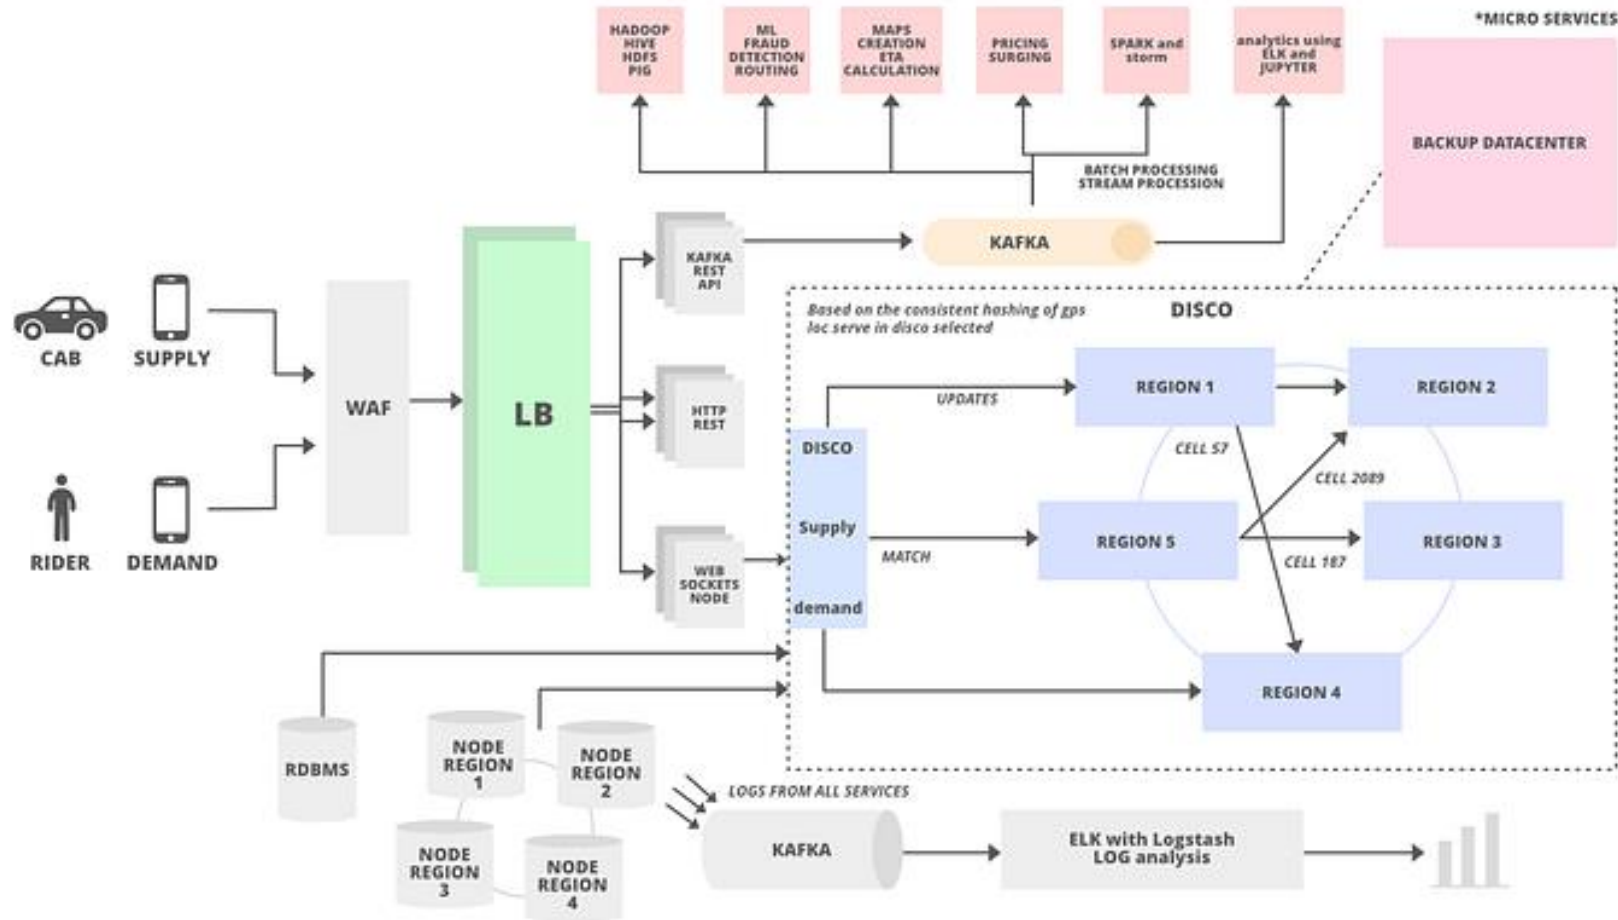 *MICRO SERVICES
HADOOP
HIVE
HDFS
PIG
ML
FRAUD
DETECTION
ROUTING
MAPS
CREATION
ETA
CALCULATION
PRICING
SURGING
SPARK and
storm
analytics using
ELK and
JUPYTER
BACKUP DATACENTER
BATCH PROCESSING
STREAM PROCESSION
KAFKA
REST
API
KAFKA
CAB
SUPPLY
WAF
LB
HTTP
REST
RIDER
DEMAND
WEB
SOCKETS
NODE
Based on the consistent hashing of gps
loc serve in disco selected
DISCO
UPDATES
REGION 1
REGION 2
DISCO
Supply
demand
CELL 57
CELL 2089
MATCH
REGION 5
REGION 3
CELL 187
REGION 4
RDBMS
NODE
REGION
1
NODE
REGION
2
NODE
REGION
3
NODE
REGION
4
LOGS FROM ALL SERVICES
KAFKA
ELK with Logstash
LOG analysis